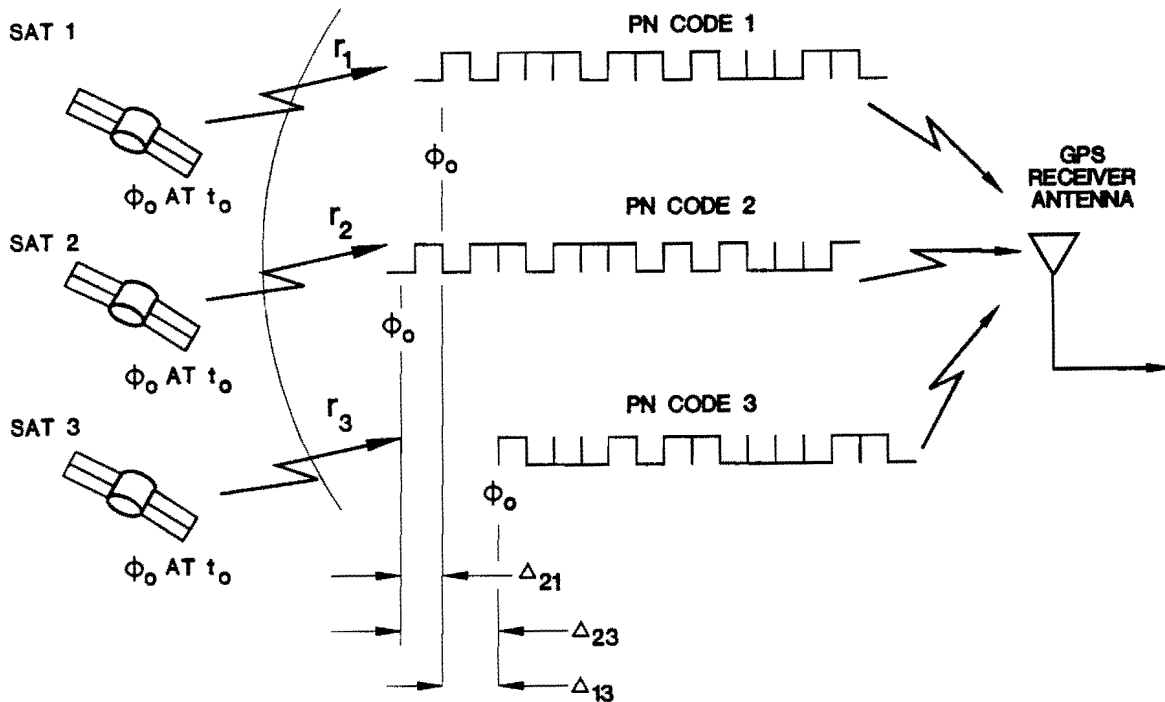 SAT 1
r1
PN CODE 1
ϕo AT to
ϕo
GPS
RECEIVER
ANTENNA
SAT 2
r2
PN CODE 2
ϕo AT to
ϕo
SAT 3
r3
PN CODE 3
ϕo AT to
ϕo
Δ21
Δ23
Δ13